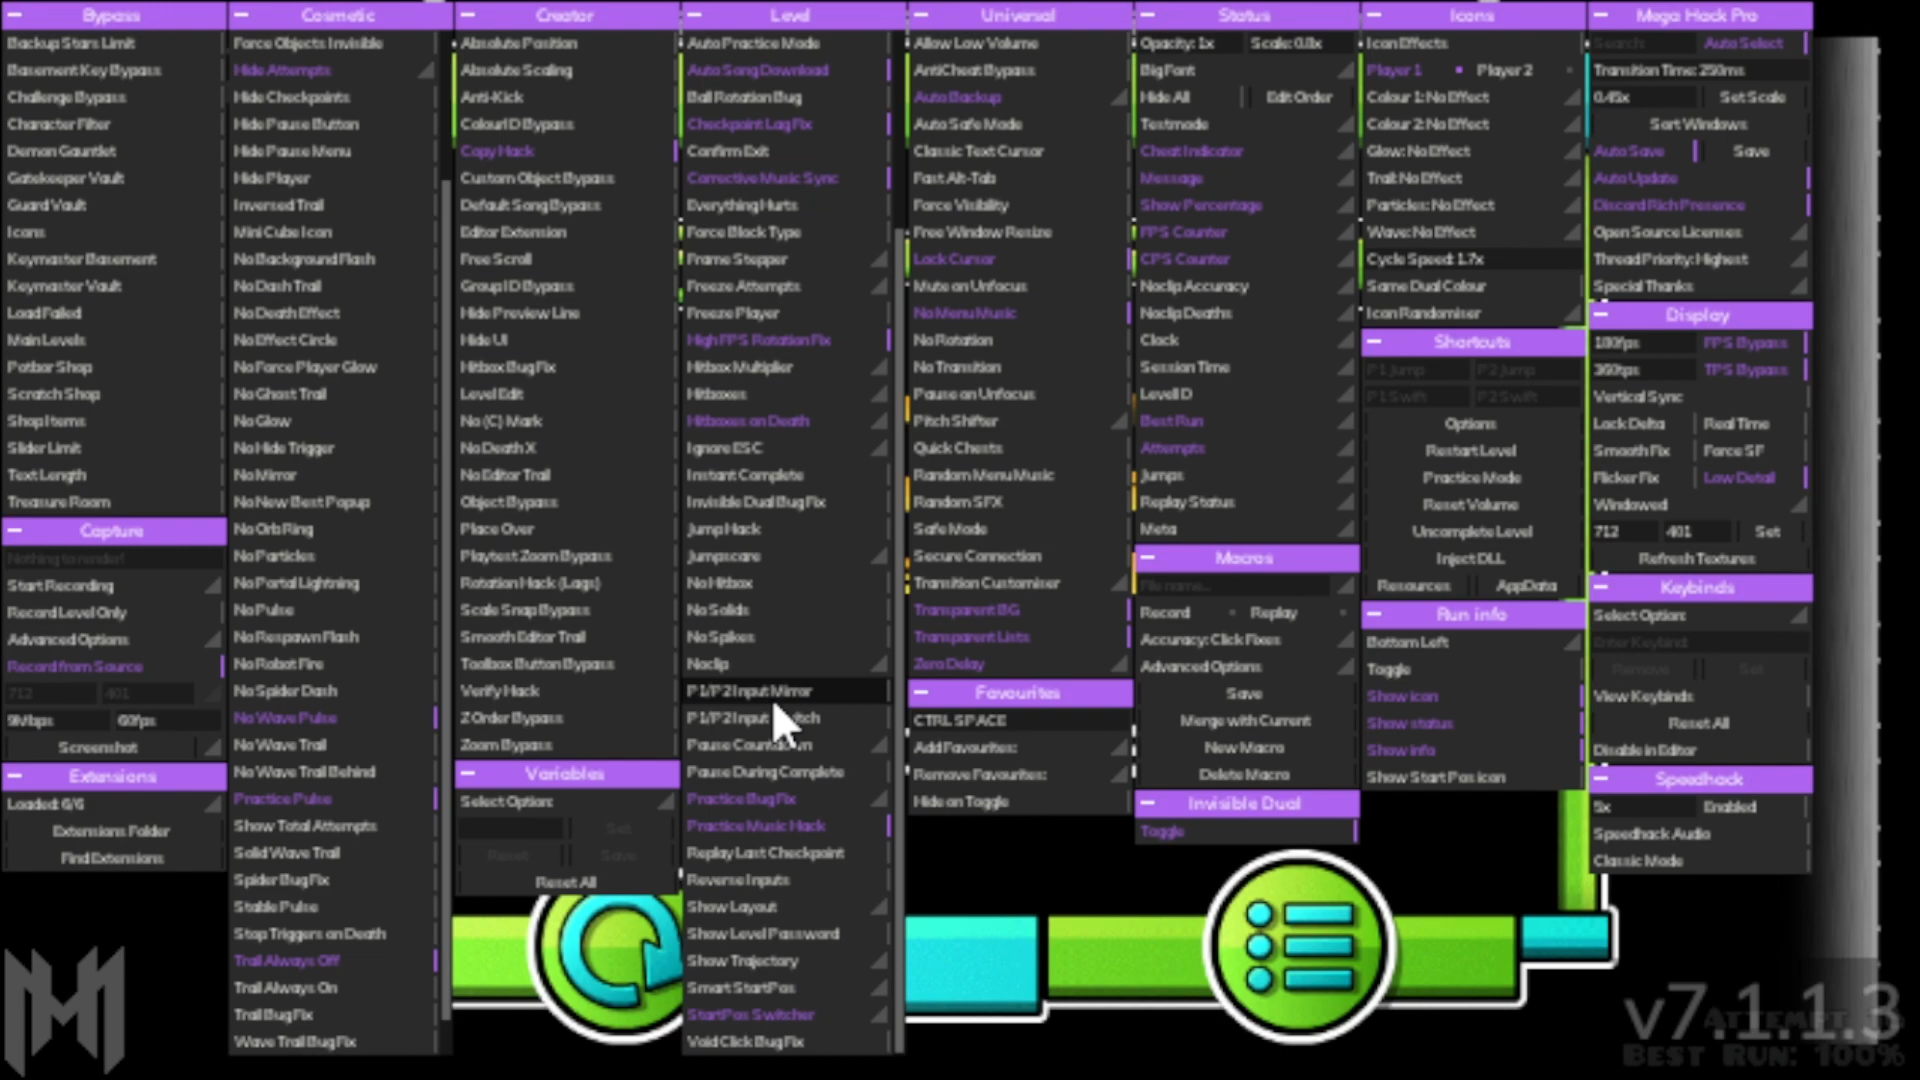 Bypass
Backup Stars Limit
Basement Key Bypass
Challenge Bypass
Character Filter
Demon Gauntlet
Gatekeeper Vault
Guard Vault
Icons
Keymaster Basement
Keymaster Vault
Load Failed
Main Levels
Potbor Shop
Scratch Shop
Shop Items
Slider Limit
Text Length
Treasure Room
Capture
Nothing to render!
Start Recording
Record Level Only
Advanced Options
Record from Source
712 401
9Mbps 60fps
Screenshot
Extensions
Loaded: 6/6
Extensions Folder
Find Extensions
Cosmetic
Force Objects Invisible
Hide Attempts
Hide Checkpoints
Hide Pause Button
Hide Pause Menu
Hide Player
Inversed Trail
Mini Cube Icon
No Background Flash
No Dash Trail
No Death Effect
No Effect Circle
No Force Player Glow
No Ghost Trail
No Glow
No Hide Trigger
No Mirror
No New Best Popup
No Orb Ring
No Particles
No Portal Lightning
No Pulse
No Respawn Flash
No Robot Fire
No Spider Dash
No Wave Pulse
No Wave Trail
No Wave Trail Behind
Practice Pulse
Show Total Attempts
Solid Wave Trail
Spider Bug Fix
Stable Pulse
Stop Triggers on Death
Trail Always Off
Trail Always On
Trail Bug Fix
Wave Trail Bug Fix
Creator
Absolute Position
Absolute Scaling
Anti-Kick
Colour ID Bypass
Copy Hack
Custom Object Bypass
Default Song Bypass
Editor Extension
Free Scroll
Group ID Bypass
Hide Preview Line
Hide UI
Hitbox Bug Fix
Level Edit
No (C) Mark
No Death X
No Editor Trail
Object Bypass
Place Over
Playtest Zoom Bypass
Rotation Hack (Lags)
Scale Snap Bypass
Smooth Editor Trail
Toolbox Button Bypass
Verify Hack
Z Order Bypass
Zoom Bypass
Variables
Select Option:
Set
Reset Save
Reset All
Level
Auto Practice Mode
Auto Song Download
Ball Rotation Bug
Checkpoint Lag Fix
Confirm Exit
Corrective Music Sync
Everything Hurts
Force Block Type
Frame Stepper
Freeze Attempts
Freeze Player
High FPS Rotation Fix
Hitbox Multiplier
Hitboxes
Hitboxes on Death
Ignore ESC
Instant Complete
Invisible Dual Bug Fix
Jump Hack
Jumpscare
No Hitbox
No Solids
No Spikes
Noclip
P1/P2 Input Mirror
P1/P2 Input
Pause
Pause During Complete
Practice Bug Fix
Practice Music Hack
Replay Last Checkpoint
Reverse Inputs
Show Layout
Show Level Password
Show Trajectory
Smart StartPos
StartPos Switcher
Void Click Bug Fix
Universal
Allow Low Volume
AntiCheat Bypass
Auto Backup
Auto Safe Mode
Classic Text Cursor
Fast Alt-Tab
Force Visibility
Free Window Resize
Lock Cursor
Mute on Unfocus
No Menu Music
No Rotation
No Transition
Pause on Unfocus
Pitch Shifter
Quick Chests
Random Menu Music
Random SFX
Safe Mode
Secure Connection
Transition Customiser
Transparent BG
Transparent Lists
Zero Delay
Favourites
CTRL SPACE
Add Favourites:
Remove Favourites:
Hide on Toggle
Status
Opacity: 1x Scale: 0.8x
Big Font
Hide All Edit Order
Testmode
Cheat Indicator
Message
Show Percentage
FPS Counter
CPS Counter
Noclip Accuracy
Noclip Deaths
Clock
Session Time
Level ID
Best Run
Attempts
Jumps
Replay Status
Meta
Macros
File name...
Record Replay
Accuracy: Click Fixes
Advanced Options
Save
Merge with Current
New Macro
Delete Macro
Invisible Dual
Toggle
Icons
Icon Effects
Player 1 Player 2
Colour 1: No Effect
Colour 2: No Effect
Glow: No Effect
Trail: No Effect
Particles: No Effect
Wave: No Effect
Cycle Speed: 1.7x
Same Dual Colour
Icon Randomiser
Shortcuts
P1 Jump P2 Jump
P1 Swift P2 Swift
Options
Restart Level
Practice Mode
Reset Volume
Uncomplete Level
Inject DLL
Resources AppData
Run info
Bottom Left
Toggle
Show icon
Show status
Show info
Show Start Pos icon
Mega Hack Pro
Search: Auto Select
Transition Time: 250ms
0.45x Set Scale
Sort Windows
Auto Save Save
Auto Update
Discord Rich Presence
Open Source Licenses
Thread Priority: Highest
Special Thanks
Display
FPS Bypass
360tps TPS Bypass
Vertical Sync
Lock Delta Real Time
Smooth Fix Force SF
Flicker Fix Low Detail
Windowed
712 401 Set
Refresh Textures
Keybinds
Select Option:
Enter Keybind:
Remove Set
View Keybinds
Reset All
Disable in Editor
Speedhack
5x Enabled
Speedhack Audio
Classic Mode
v7.1.1.3
Best Run: 100%